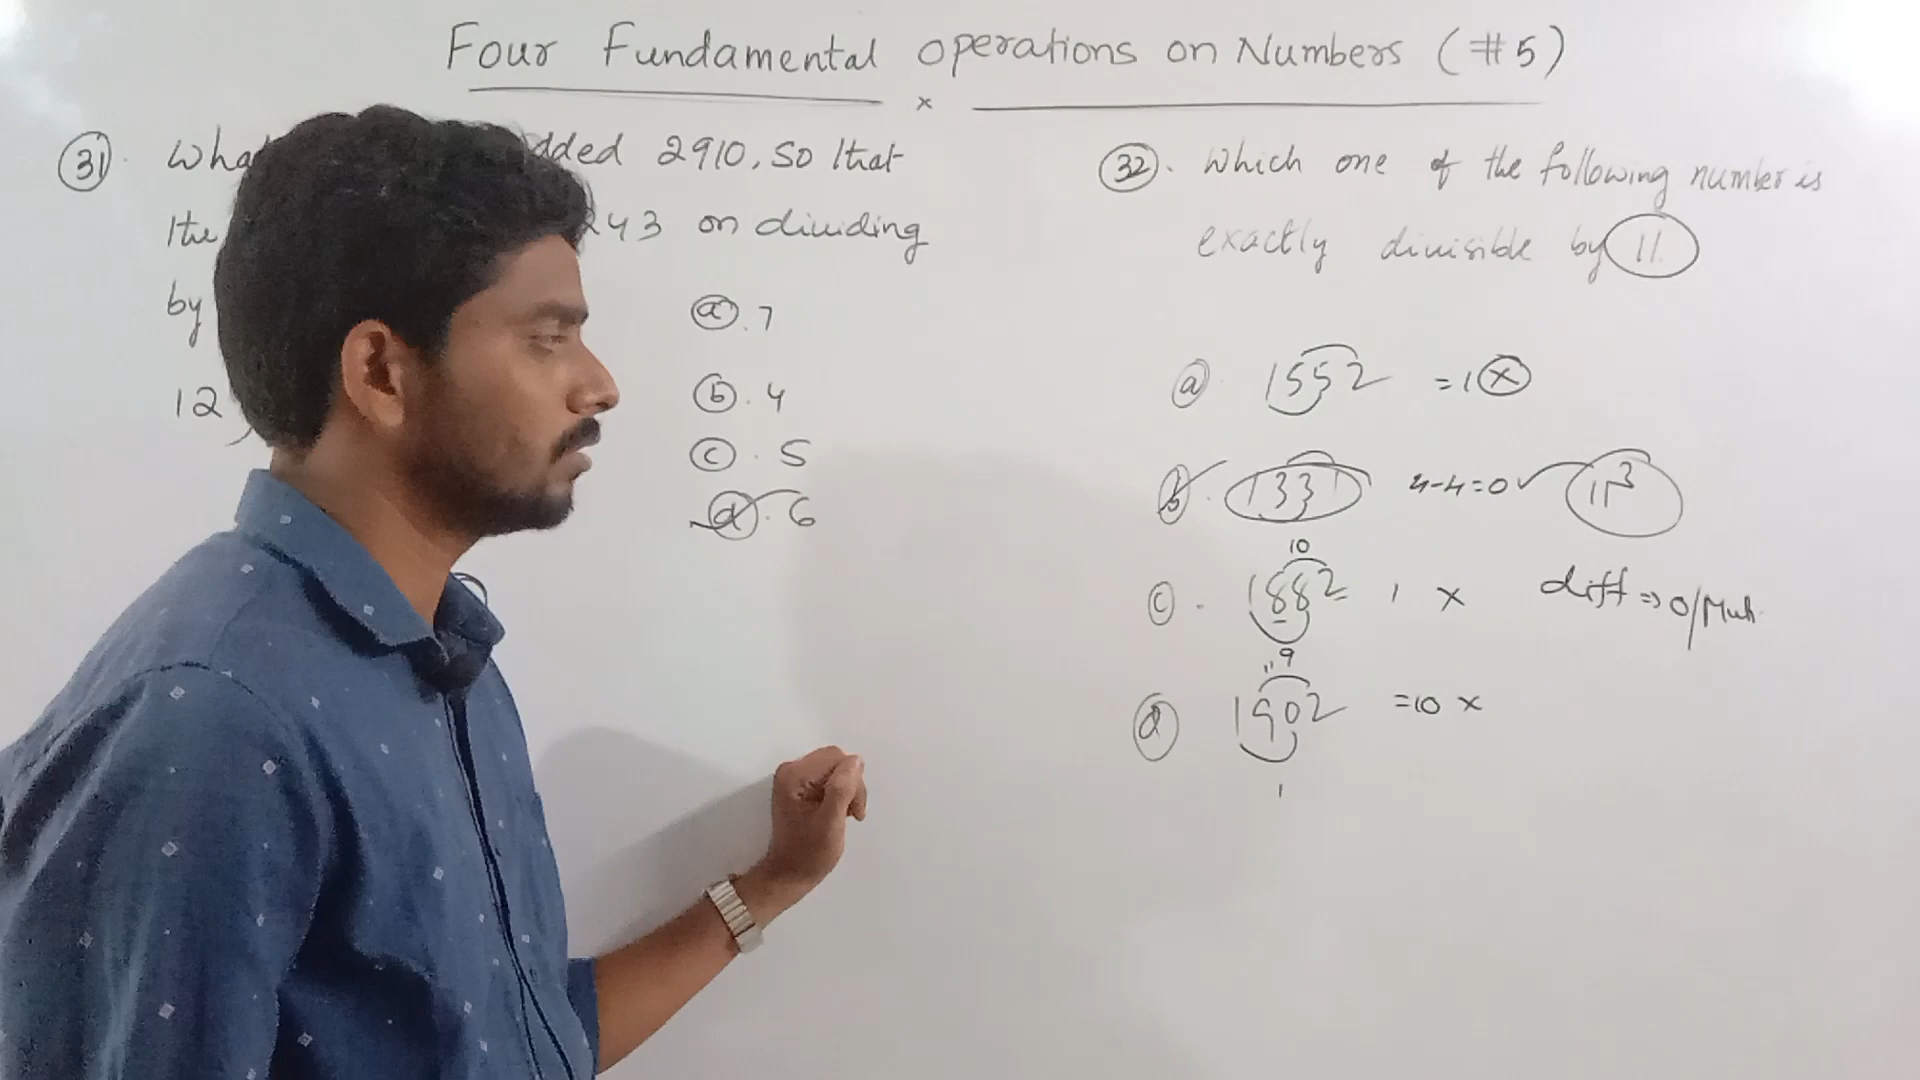 Four Fundamental Operations on Numbers (#5)
x
31. added 2910, So that
the 243 on dividing
by
12,
a. 7
b. 4
c. 5
d. 6
32. Which one of the following number is
exactly divisible by 11.
a. 1552 = 1 x
b. 1331 4-4=0 ✓ 11³
10
c. 1882 1 x diff => 0/Mul.
9
d 1902 = 10 x
1